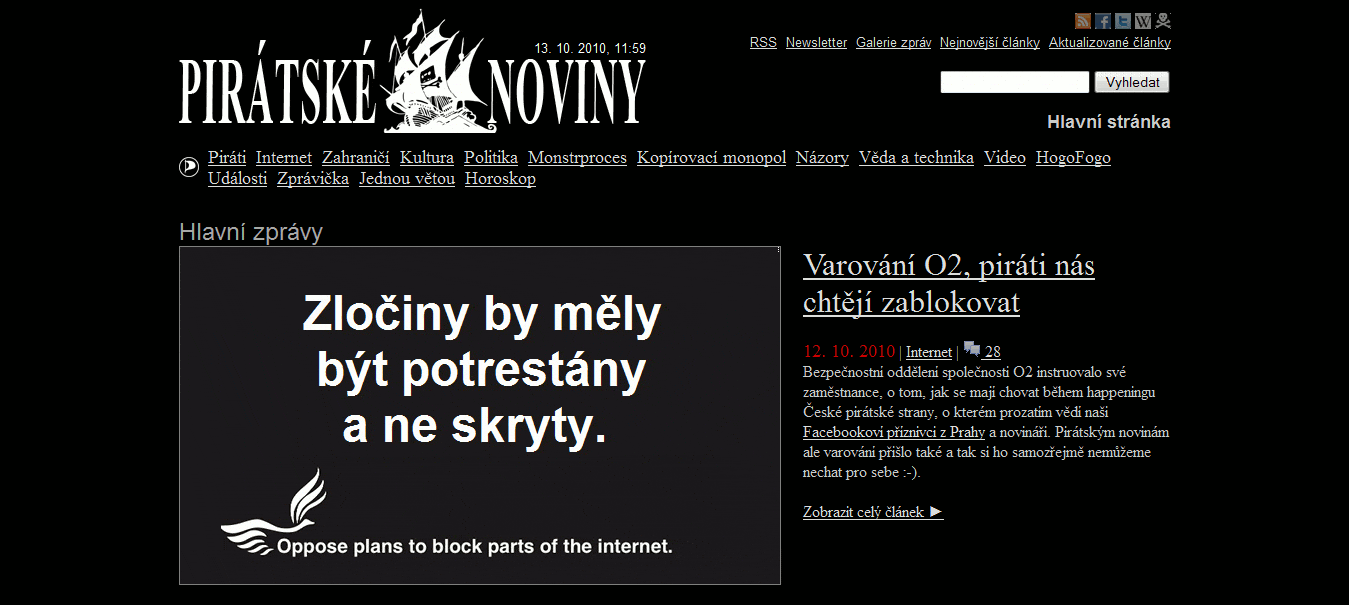 PIRÁTSKÉ NOVINY
13. 10. 2010, 11:59
RSS Newsletter Galerie zpráv Nejnovější články Aktualizované články
Vyhledat
Hlavní stránka
Piráti Internet Zahraničí Kultura Politika Monstrproces Kopírovací monopol Názory Věda a technika Video HogoFogo
Události Zprávička Jednou větou Horoskop
Hlavní zprávy
Zločiny by měly
být potrestány
a ne skryty.
Oppose plans to block parts of the internet.
Varování O2, piráti nás
chtějí zablokovat
12. 10. 2010 | Internet | 28
Bezpečnostní oddělení společnosti O2 instruovalo své
zaměstnance, o tom, jak se mají chovat během happeningu
České pirátské strany, o kterém prozatím vědí naši
Facebookoví příznivci z Prahy a novináři. Pirátským novinám
ale varování přišlo také a tak si ho samozřejmě nemůžeme
nechat pro sebe :-).
Zobrazit celý článek ►